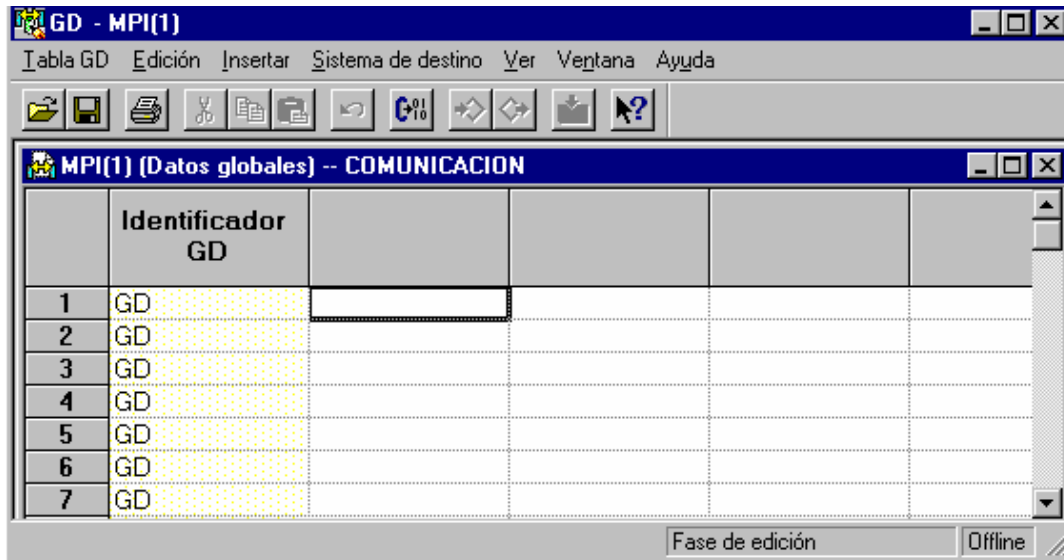 GD - MPI(1)
Tabla GD Edición Insertar Sistema de destino Ver Ventana Ayuda
MPI(1) (Datos globales) -- COMUNICACION
Identificador
GD
1 GD
2 GD
3 GD
4 GD
5 GD
6 GD
7 GD
Fase de edición Offline